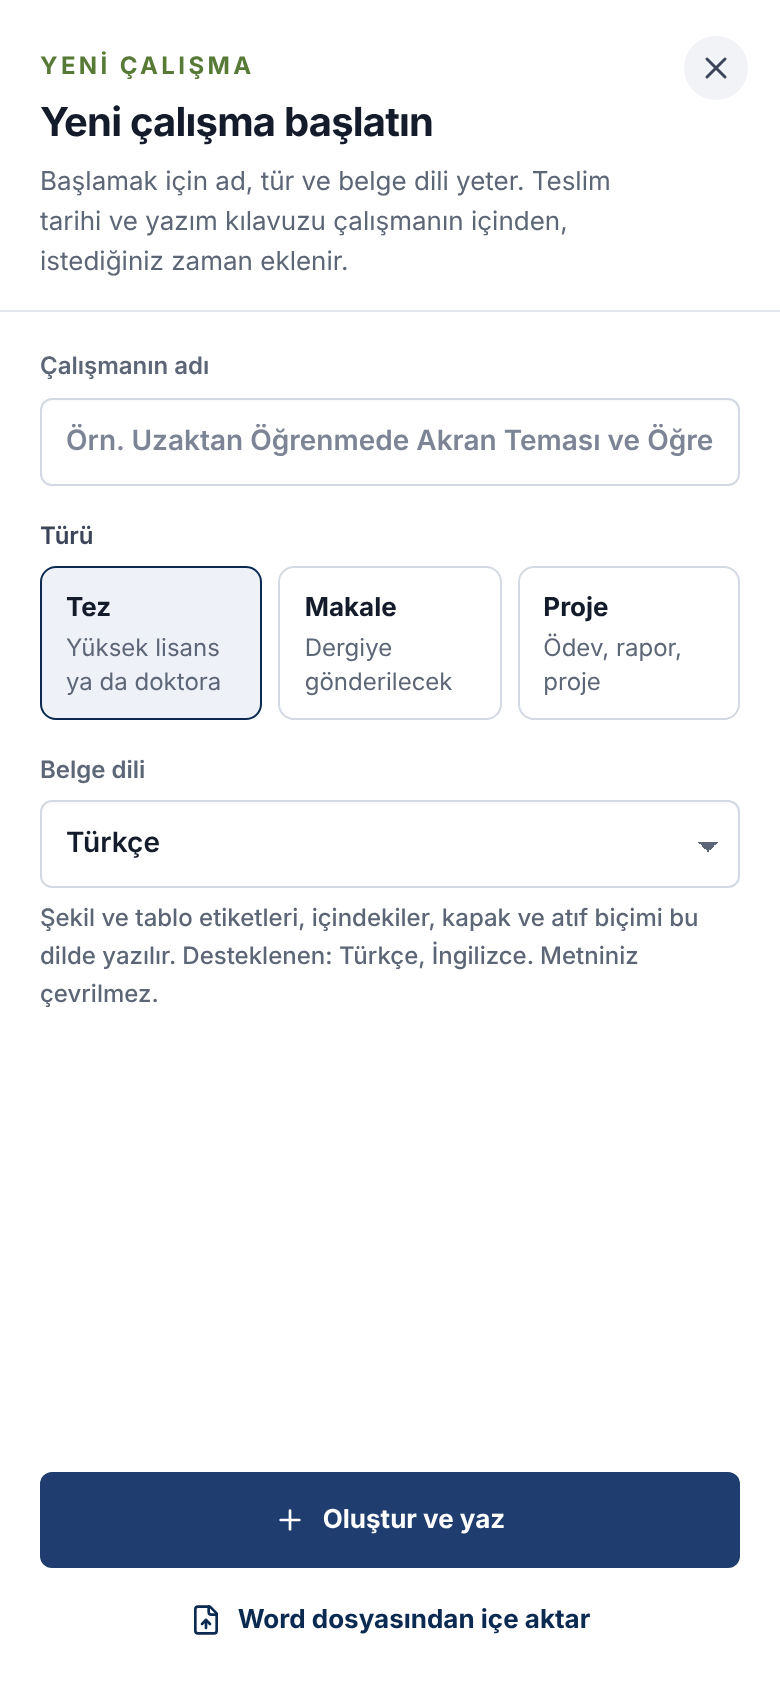 YENİ ÇALIŞMA
Yeni çalışma başlatın
Başlamak için ad, tür ve belge dili yeter. Teslim
tarihi ve yazım kılavuzu çalışmanın içinden,
istediğiniz zaman eklenir.
Çalışmanın adı
Örn. Uzaktan Öğrenmede Akran Teması ve Öğre
Türü
Tez
Yüksek lisans
ya da doktora
Makale
Dergiye
gönderilecek
Proje
Ödev, rapor,
proje
Belge dili
Türkçe
Şekil ve tablo etiketleri, içindekiler, kapak ve atıf biçimi bu
dilde yazılır. Desteklenen: Türkçe, İngilizce. Metniniz
çevrilmez.
Oluştur ve yaz
Word dosyasından içe aktar